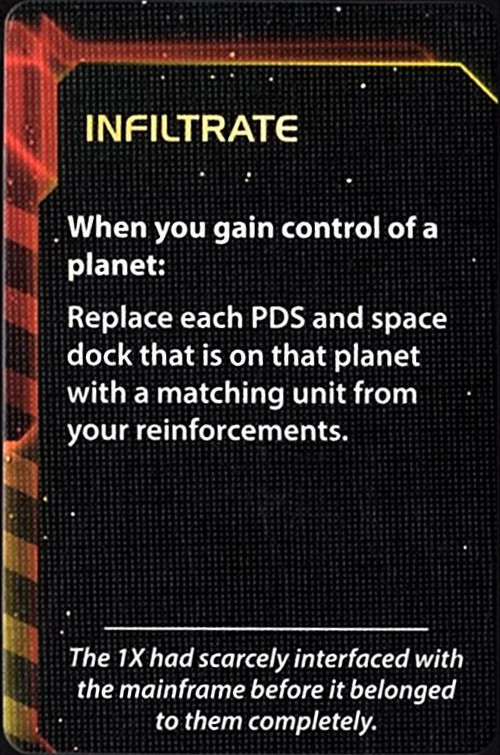 INFILTRATE
When you gain control of a
planet:
Replace each PDS and space
dock that is on that planet
with a matching unit from
your reinforcements.
The 1X had scarcely interfaced with
the mainframe before it belonged
to them completely.